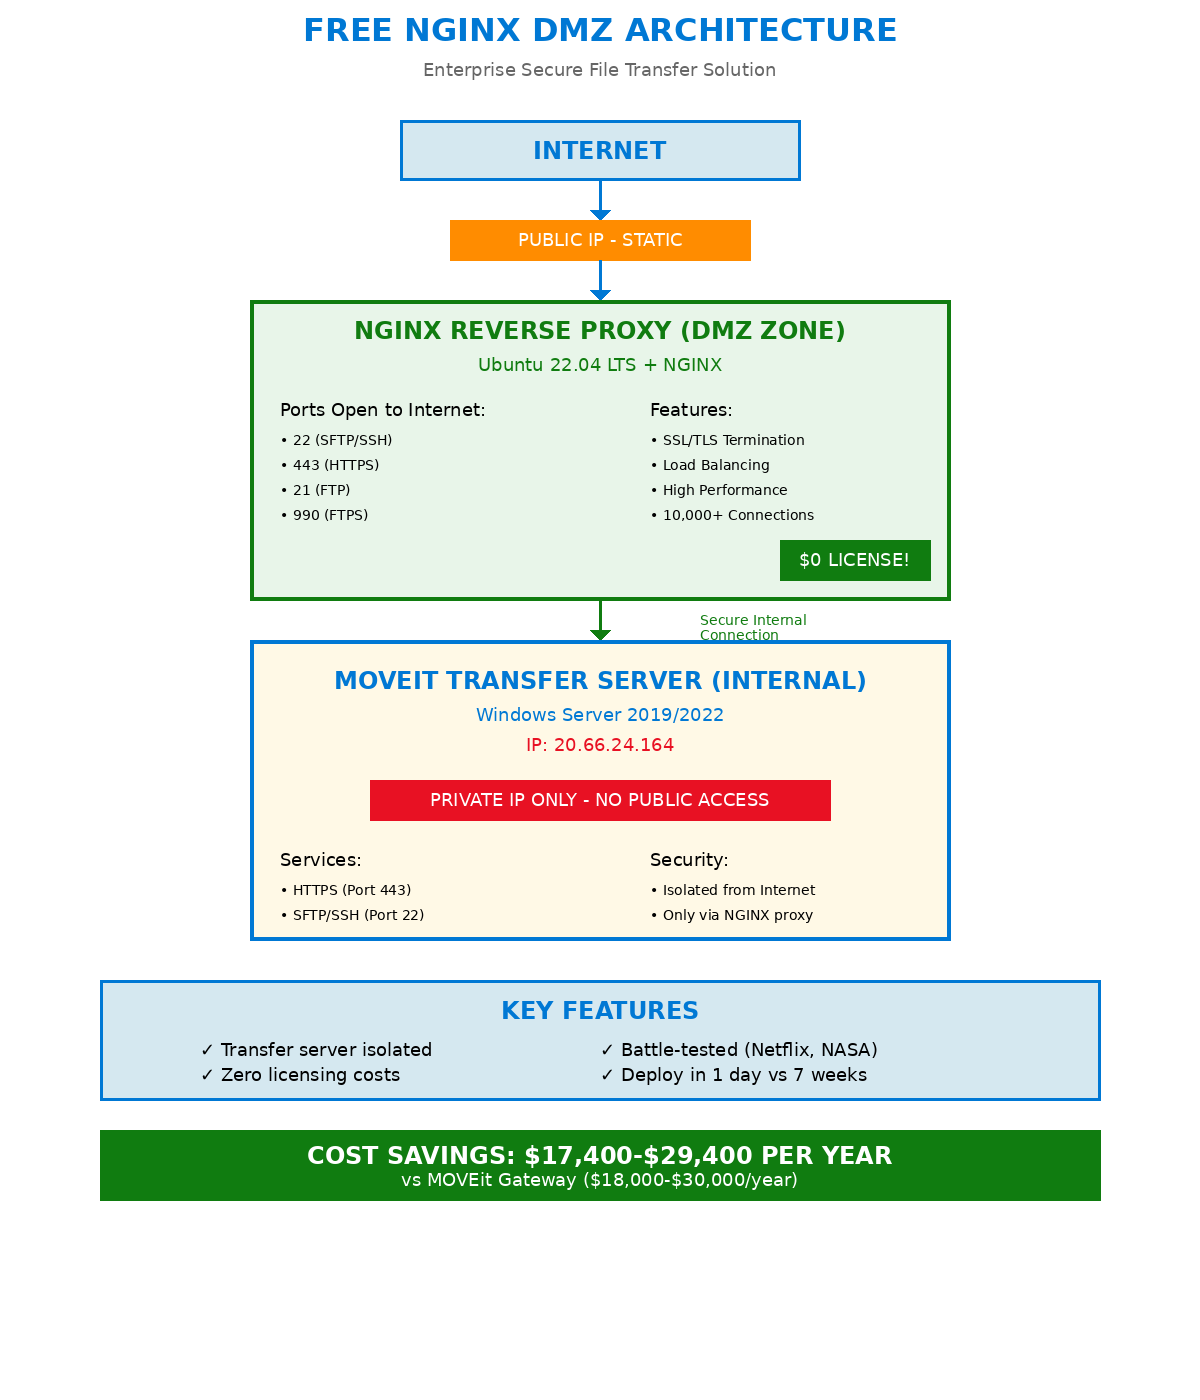 FREE NGINX DMZ ARCHITECTURE
Enterprise Secure File Transfer Solution
INTERNET
PUBLIC IP - STATIC
NGINX REVERSE PROXY (DMZ ZONE)
Ubuntu 22.04 LTS + NGINX
Ports Open to Internet:
• 22 (SFTP/SSH)
• 443 (HTTPS)
• 21 (FTP)
• 990 (FTPS)
Features:
• SSL/TLS Termination
• Load Balancing
• High Performance
• 10,000+ Connections
$0 LICENSE!
Secure Internal
Connection
MOVEIT TRANSFER SERVER (INTERNAL)
Windows Server 2019/2022
IP: 20.66.24.164
PRIVATE IP ONLY - NO PUBLIC ACCESS
Services:
• HTTPS (Port 443)
• SFTP/SSH (Port 22)
Security:
• Isolated from Internet
• Only via NGINX proxy
KEY FEATURES
✓ Transfer server isolated
✓ Zero licensing costs
✓ Battle-tested (Netflix, NASA)
✓ Deploy in 1 day vs 7 weeks
COST SAVINGS: $17,400-$29,400 PER YEAR
vs MOVEit Gateway ($18,000-$30,000/year)